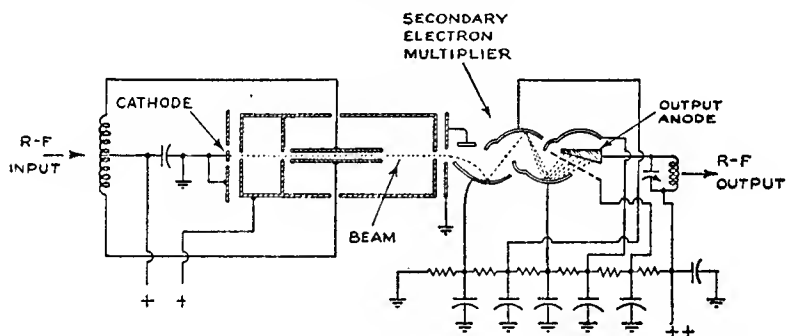 SECONDARY
ELECTRON
MULTIPLIER
CATHODE
OUTPUT
ANODE
R-F
INPUT
R-F
OUTPUT
BEAM
+ +
++